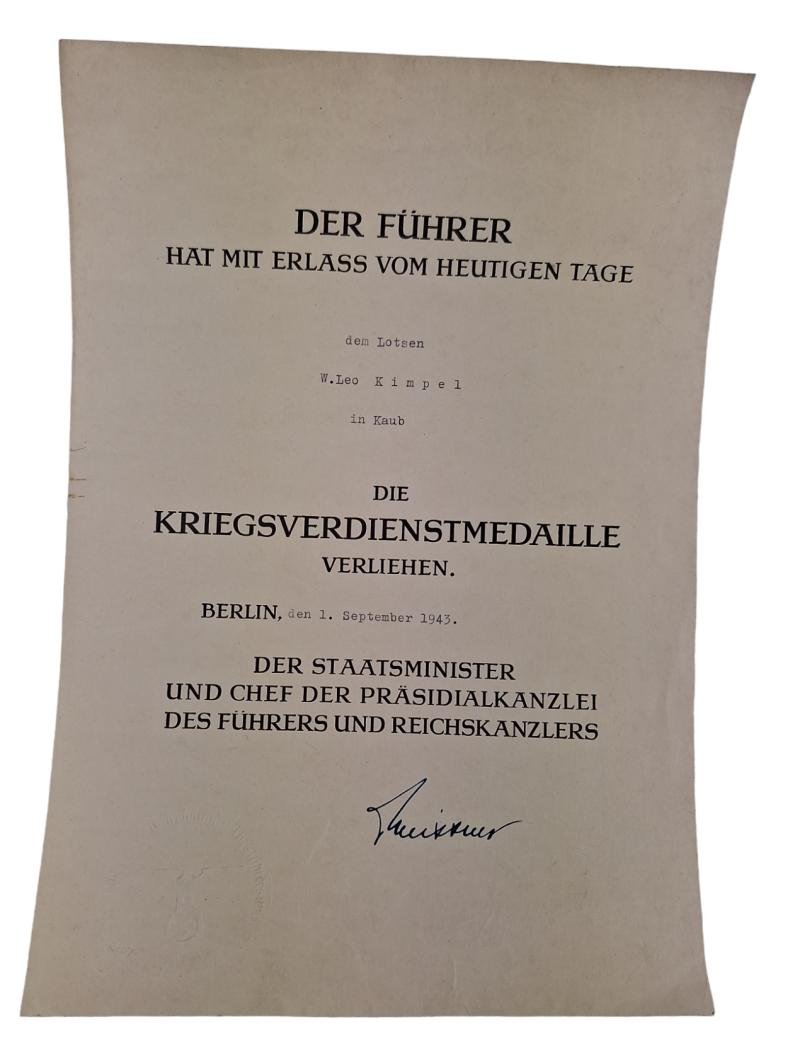 DER FÜHRER
HAT MIT ERLASS VOM HEUTIGEN TAGE
dem Lotsen
W.Leo K i m p e l
in Kaub
DIE
KRIEGSVERDIENSTMEDAILLE
VERLIEHEN.
BERLIN, den 1. September 1943.
DER STAATSMINISTER
UND CHEF DER PRÄSIDIALKANZLEI
DES FÜHRERS UND REICHSKANZLERS